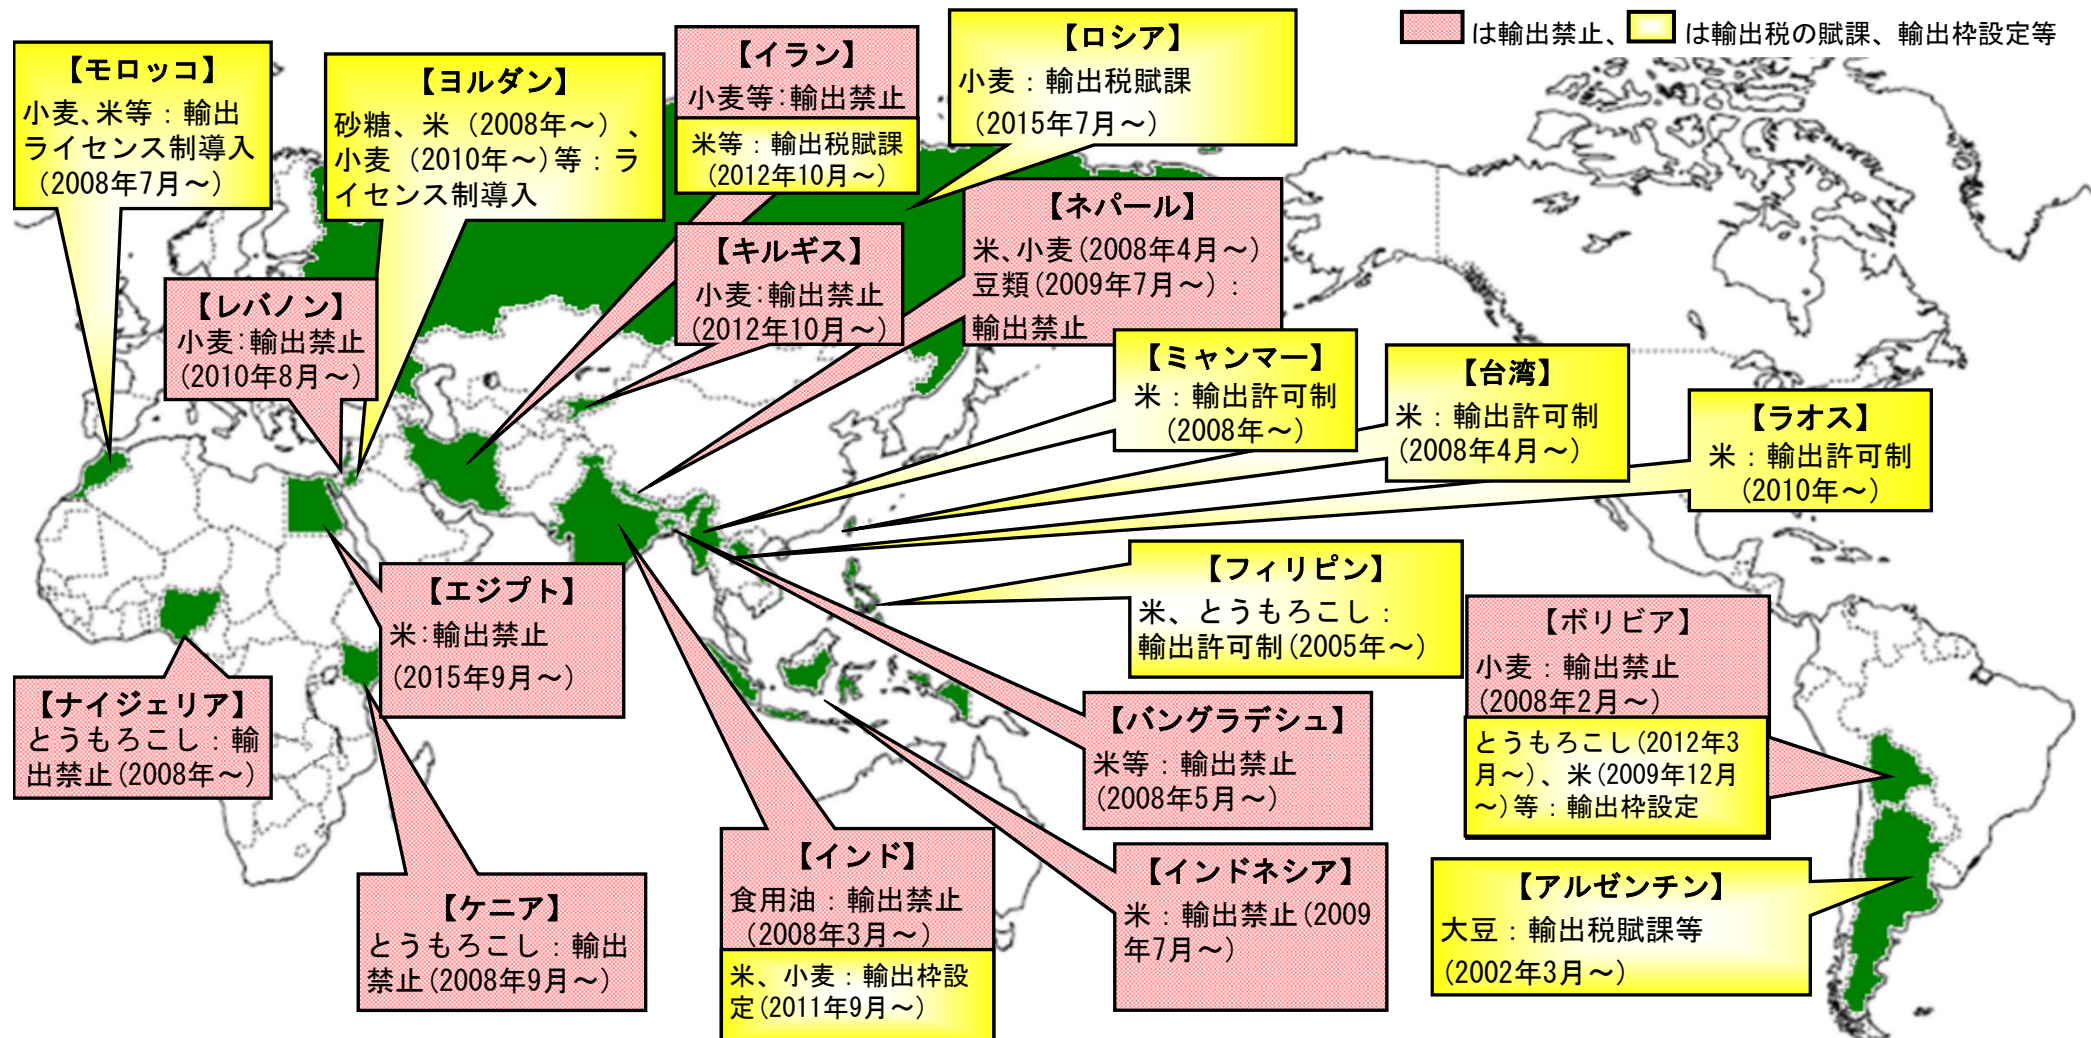 は輸出禁止、 は輸出税の賦課、輸出枠設定等
【モロッコ】
小麦、米等：輸出
ライセンス制導入
（2008年7月～）
【ヨルダン】
砂糖、米（2008年～）、
小麦（2010年～）等：ラ
イセンス制導入
【イラン】
小麦等：輸出禁止
米等：輸出税賦課
（2012年10月～）
【ロシア】
小麦：輸出税賦課
（2015年7月～）
【レバノン】
小麦：輸出禁止
（2010年8月～）
【キルギス】
小麦：輸出禁止
（2012年10月～）
【ネパール】
米、小麦（2008年4月～）
豆類（2009年7月～）：
輸出禁止
【ミャンマー】
米：輸出許可制
（2008年～）
【台湾】
米：輸出許可制
（2008年4月～）
【ラオス】
米：輸出許可制
（2010年～）
【エジプト】
米：輸出禁止
（2015年9月～）
【フィリピン】
米、とうもろこし：
輸出許可制（2005年～）
【ボリビア】
小麦：輸出禁止
（2008年2月～）
とうもろこし（2012年3
月～）、米（2009年12月
～）等：輸出枠設定
【ナイジェリア】
とうもろこし：輸
出禁止（2008年～）
【バングラデシュ】
米等：輸出禁止
（2008年5月～）
【ケニア】
とうもろこし：輸出
禁止（2008年9月～）
【インド】
食用油：輸出禁止
（2008年3月～）
米、小麦：輸出枠設
定（2011年9月～）
【インドネシア】
米：輸出禁止（2009
年7月～）
【アルゼンチン】
大豆：輸出税賦課等
（2002年3月～）